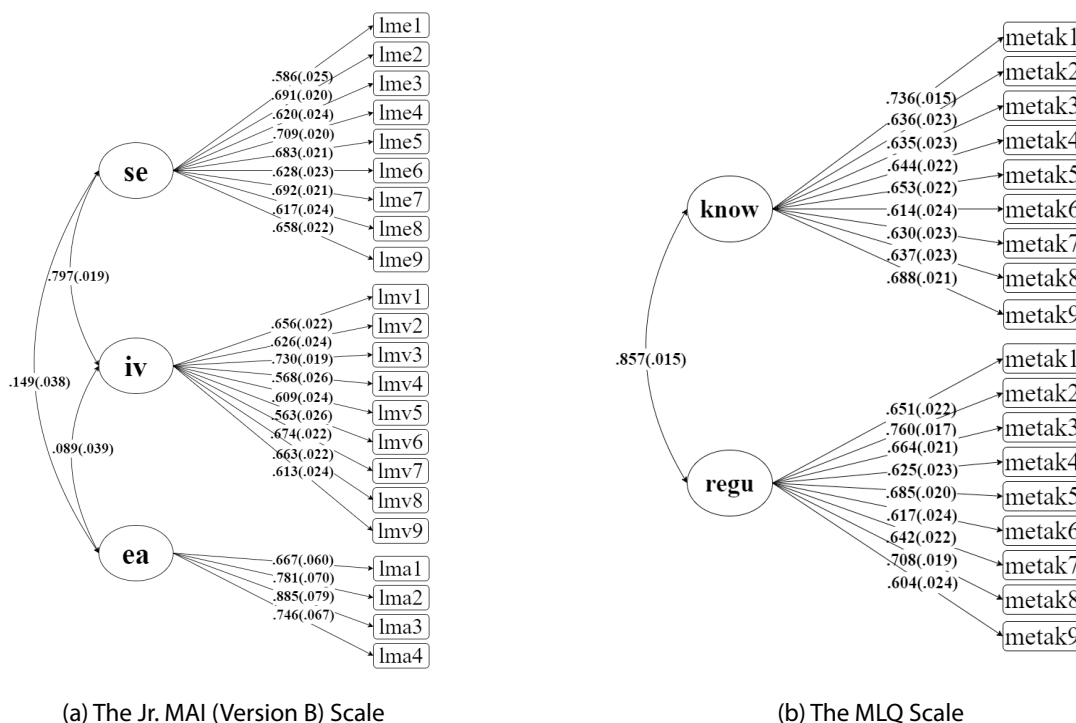 lme1
lme2
lme3
lme4
lme5
lme6
lme7
lme8
lme9
.586(.025)
.691(.020)
.620(.024)
.709(.020)
.683(.021)
.628(.023)
.692(.021)
.617(.024)
.658(.022)
se
.797(.019)
lmv1
lmv2
lmv3
lmv4
lmv5
lmv6
lmv7
lmv8
lmv9
.656(.022)
.626(.024)
.730(.019)
.568(.026)
.609(.024)
.563(.026)
.674(.022)
.663(.022)
.613(.024)
iv
.149(.038)
.089(.039)
ea
.667(.060)
.781(.070)
.885(.079)
.746(.067)
lma1
lma2
lma3
lma4
(a) The Jr. MAI (Version B) Scale
metak1
metak2
metak3
metak4
metak5
metak6
metak7
metak8
metak9
.736(.015)
.636(.023)
.635(.023)
.644(.022)
.653(.022)
.614(.024)
.630(.023)
.637(.023)
.688(.021)
know
.857(.015)
metak1
metak2
metak3
metak4
metak5
metak6
metak7
metak8
metak9
.651(.022)
.760(.017)
.664(.021)
.625(.023)
.685(.020)
.617(.024)
.642(.022)
.708(.019)
.604(.024)
regu
(b) The MLQ Scale